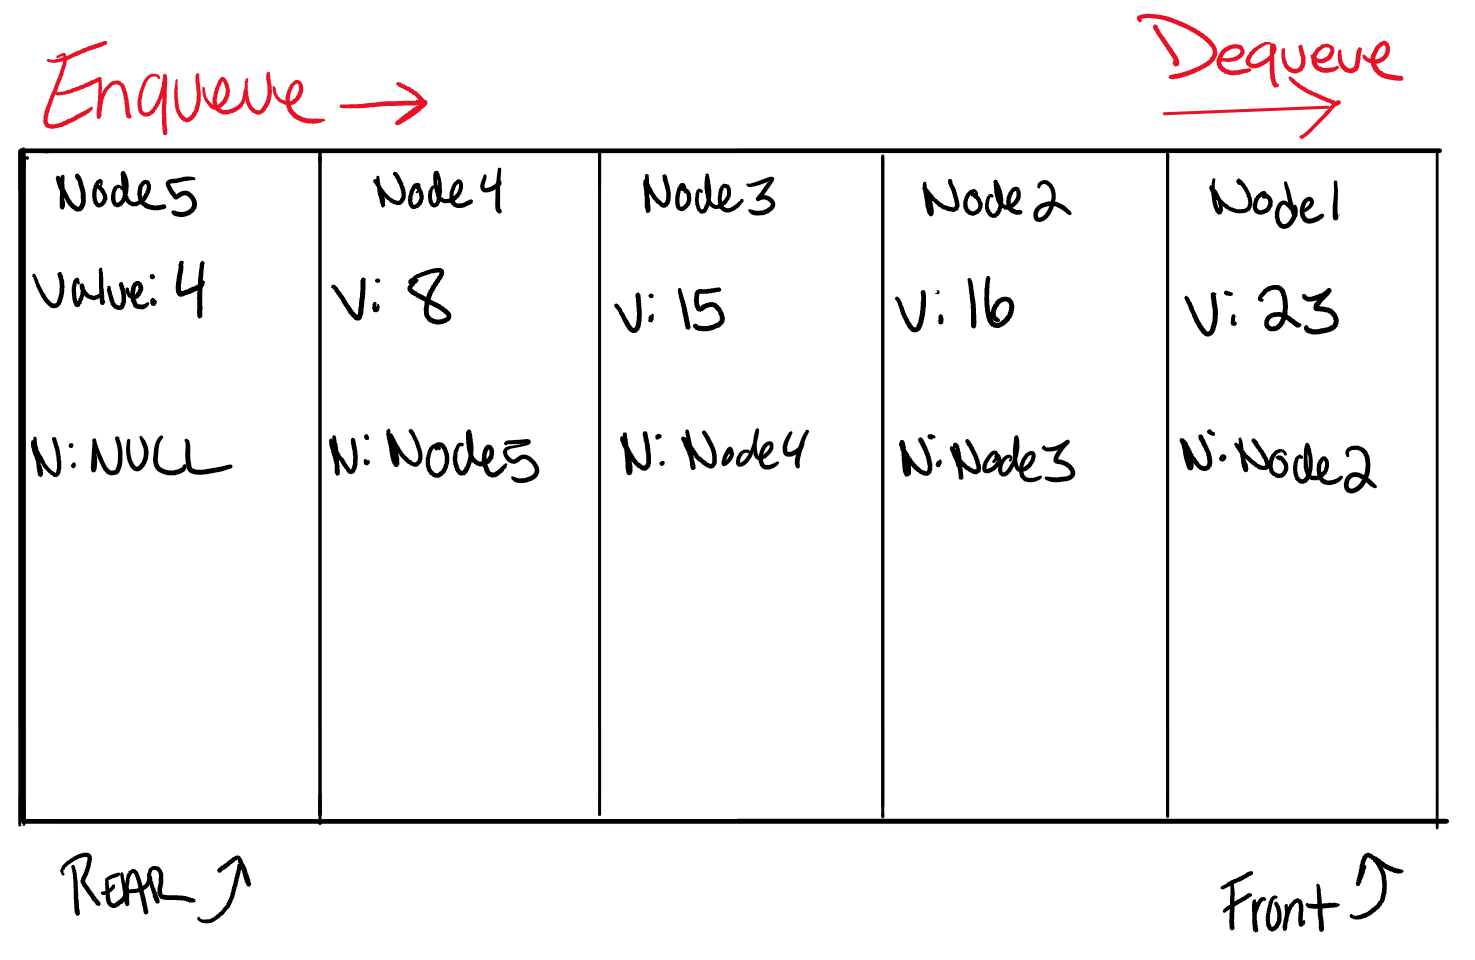 Enqueue →
Dequeue →
Node5 Node4 Node3 Node2 Node1
Value: 4 V: 8 V: 15 V: 16 V: 23
N: NULL N: Node5 N: Node4 N: Node3 N: Node2
REAR
Front